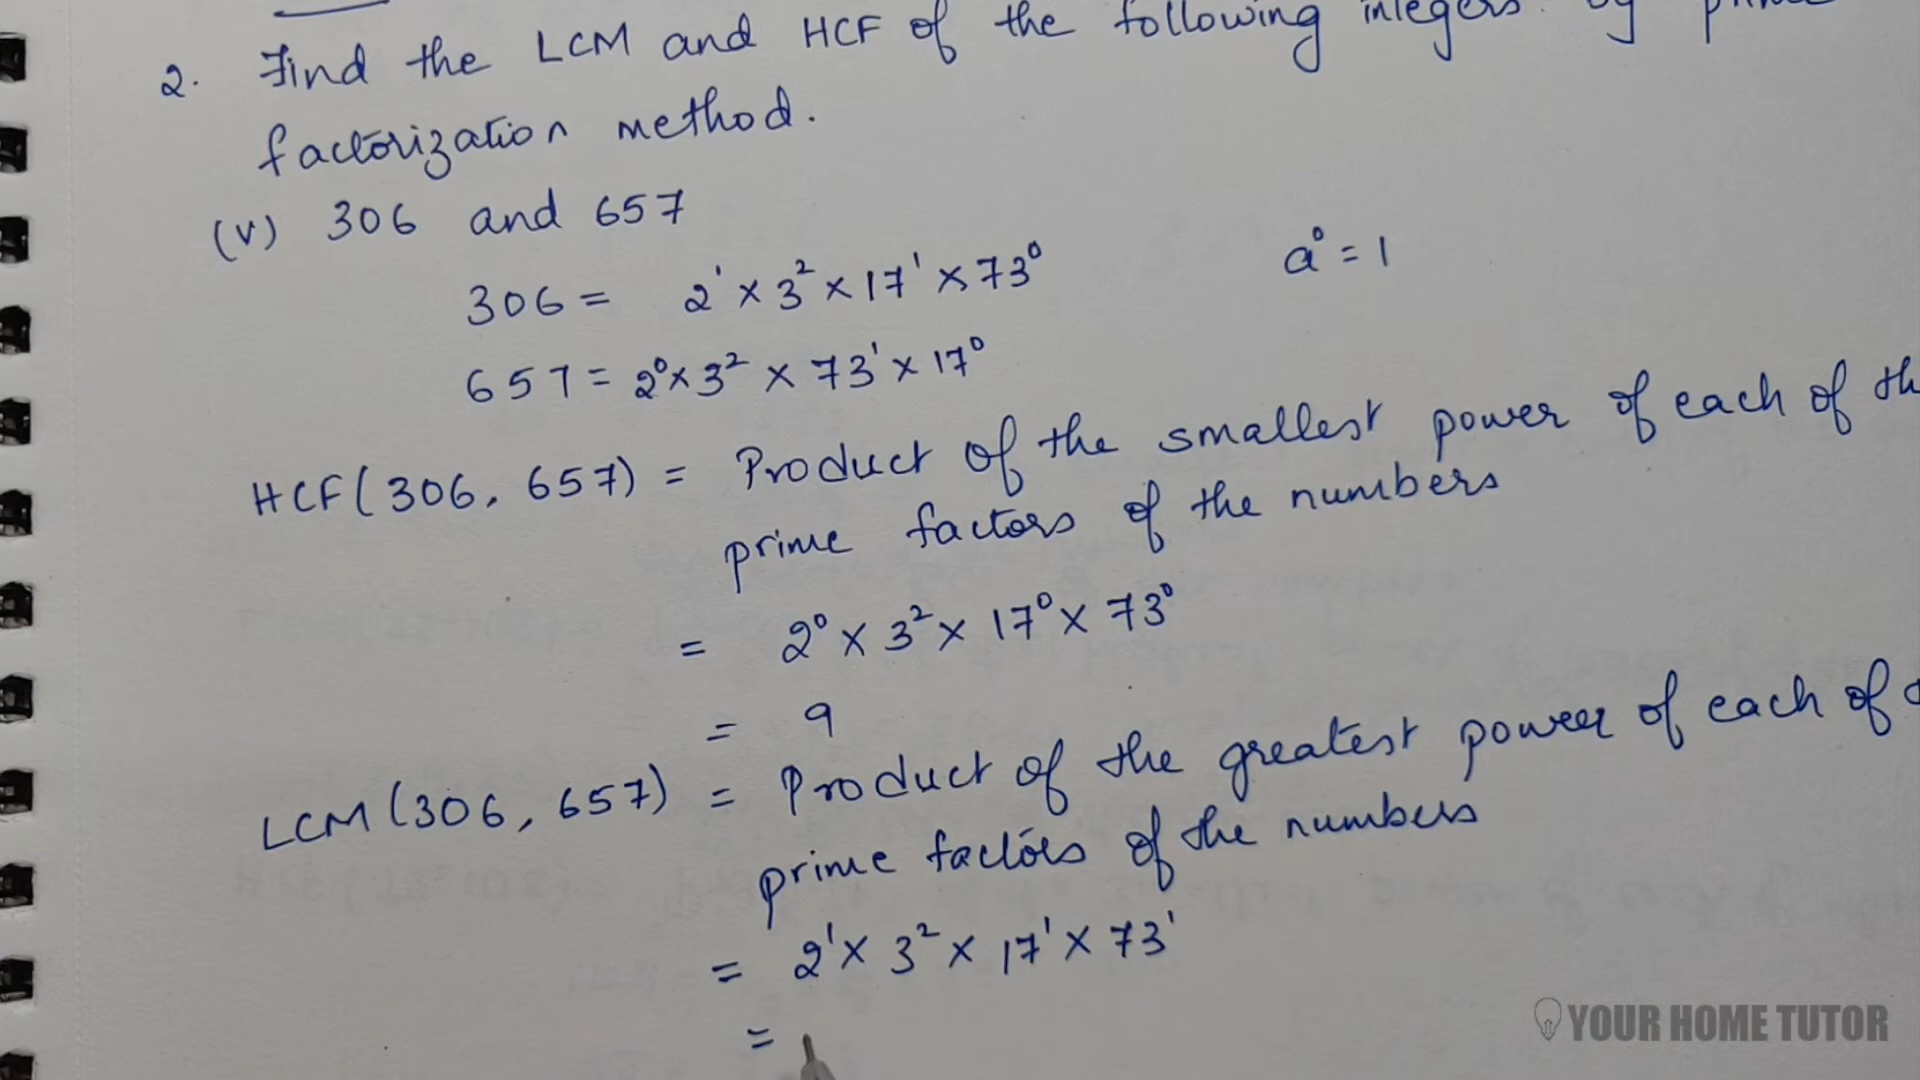 2. Find the LCM and HCF of the following integers by prime
factorization method.
(v) 306 and 657
306 = 2¹ × 3² × 17¹ × 73⁰
a⁰ = 1
657 = 2⁰ × 3² × 73¹ × 17⁰
HCF(306, 657) = Product of the smallest power of each of
prime factors of the numbers
= 2⁰ × 3² × 17⁰ × 73⁰
= 9
LCM(306, 657) = Product of the greatest power of each of
prime factors of the numbers
= 2¹ × 3² × 17¹ × 73¹
=
YOUR HOME TUTOR